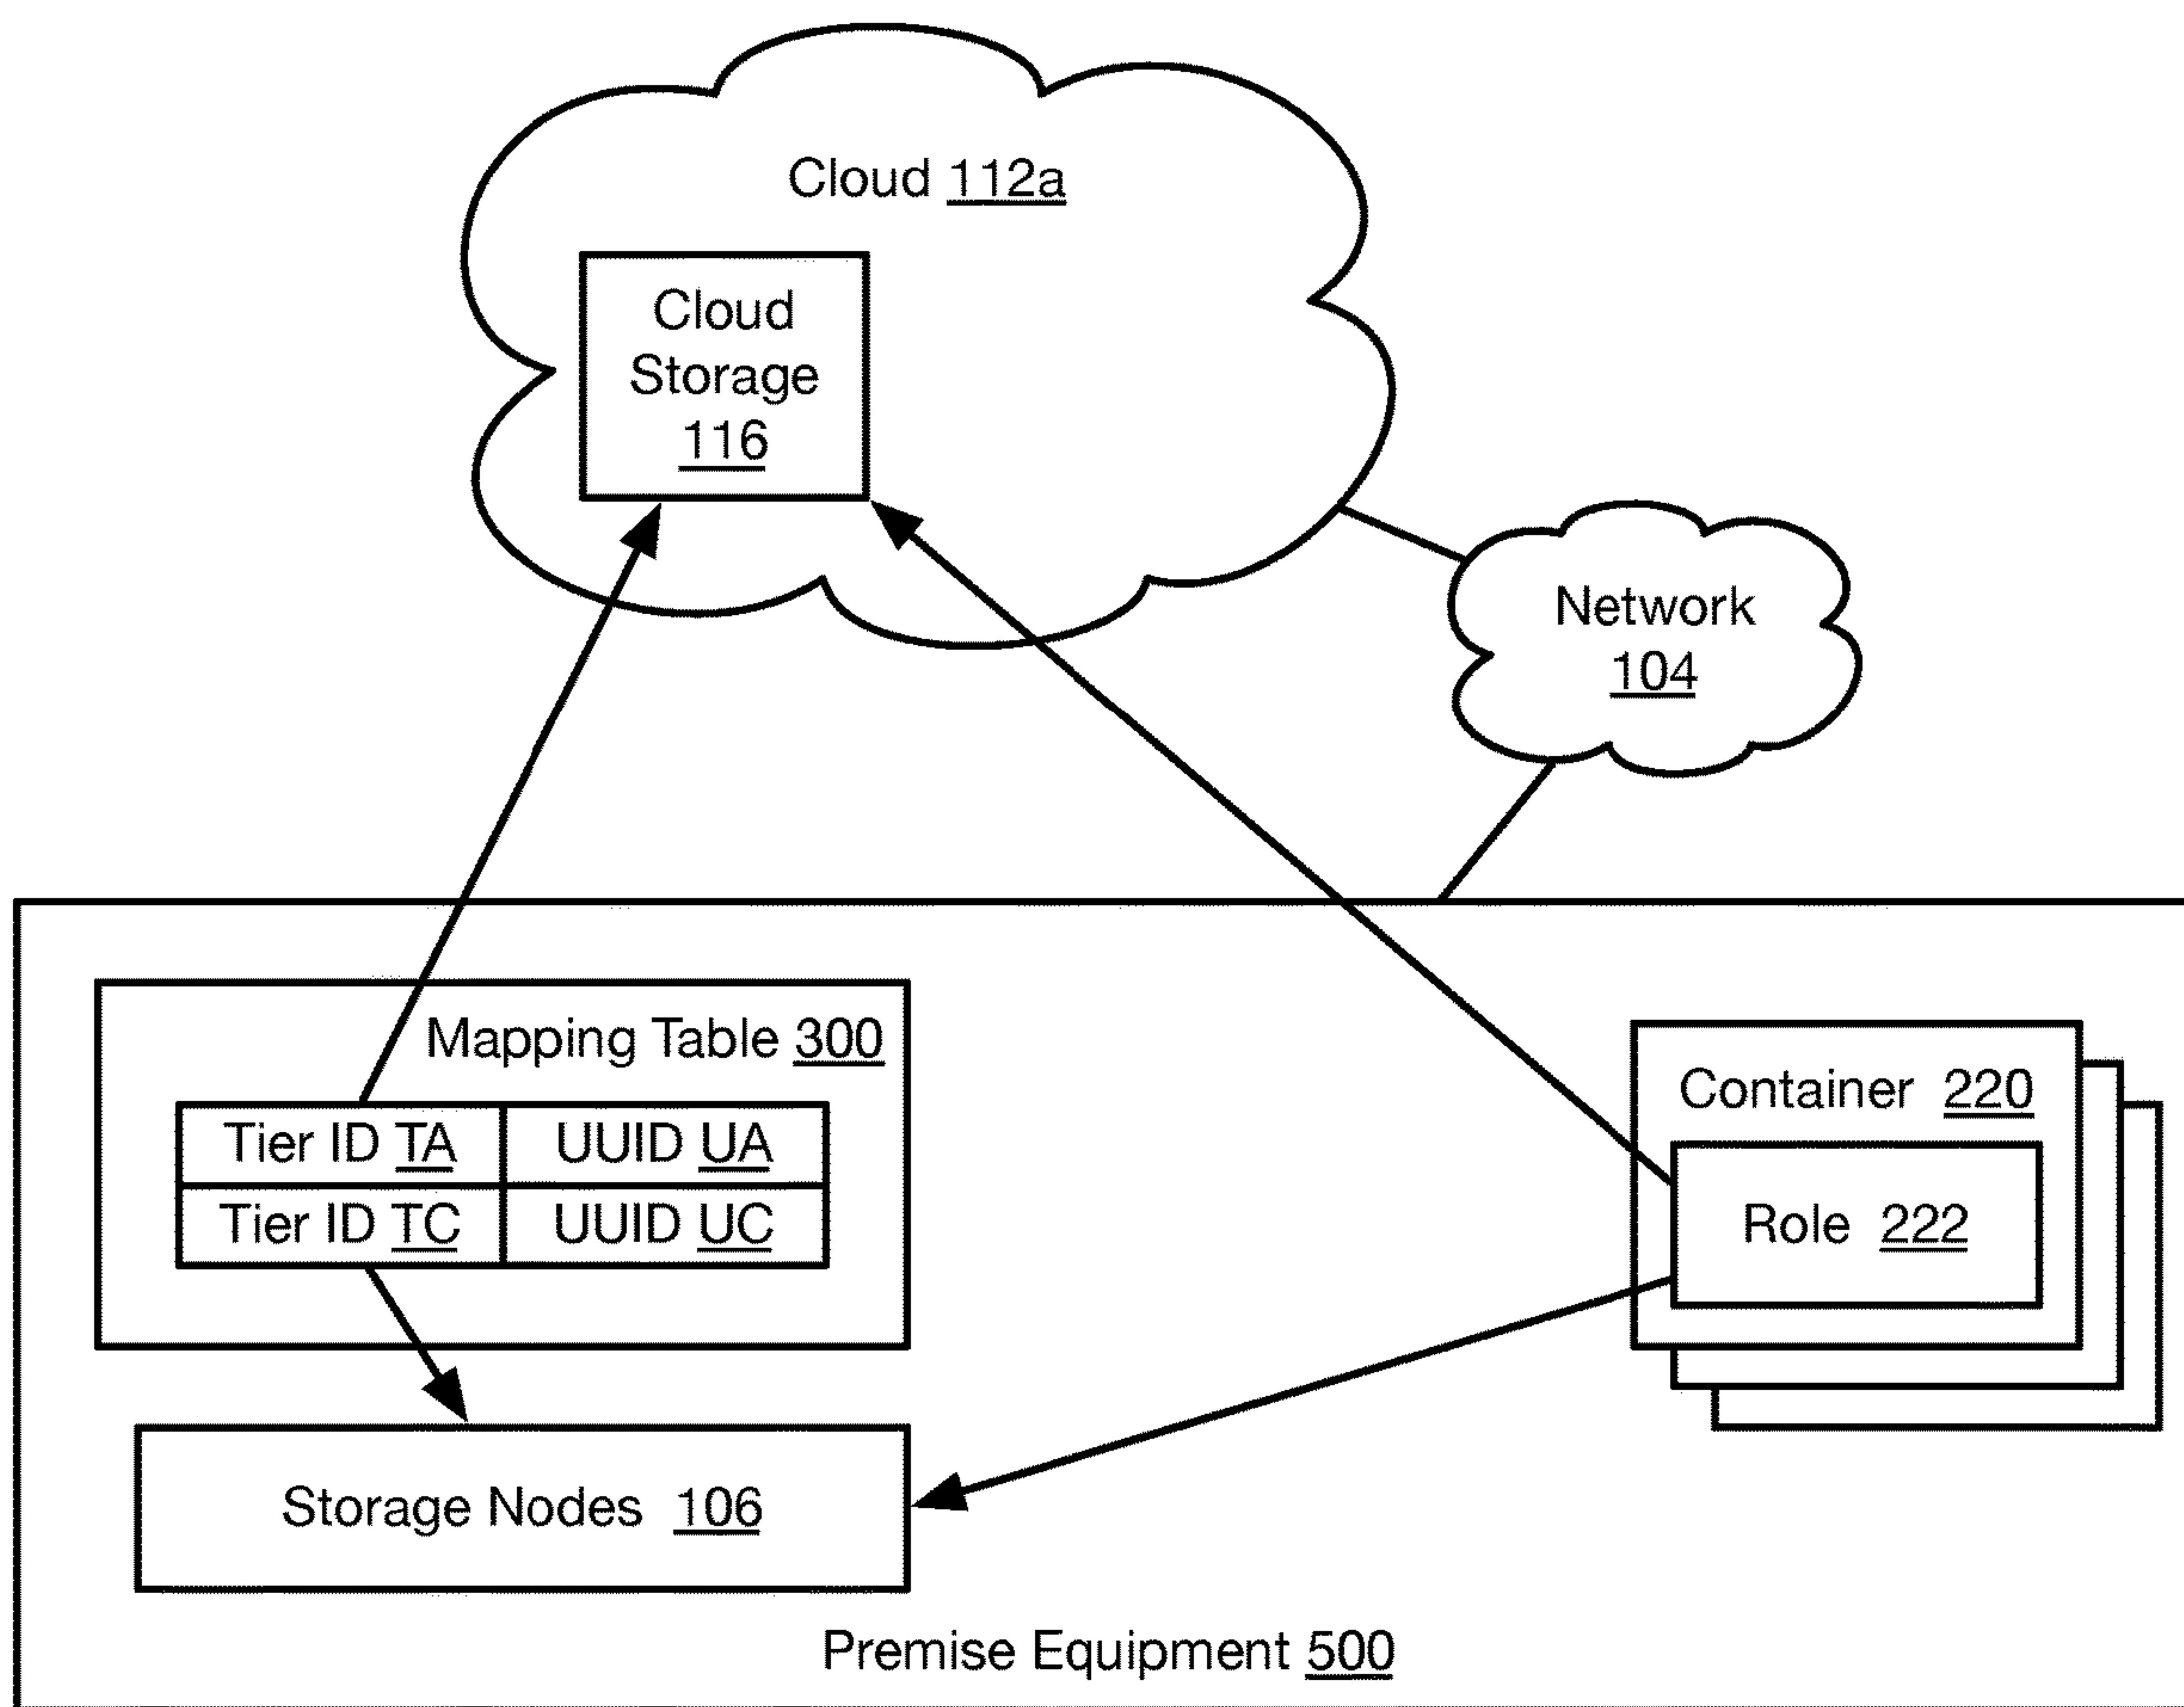 Cloud 112a
Cloud
Storage
116
Network
104
Mapping Table 300
Tier ID TA UUID UA
Tier ID TC UUID UC
Container 220
Role 222
Storage Nodes 106
Premise Equipment 500